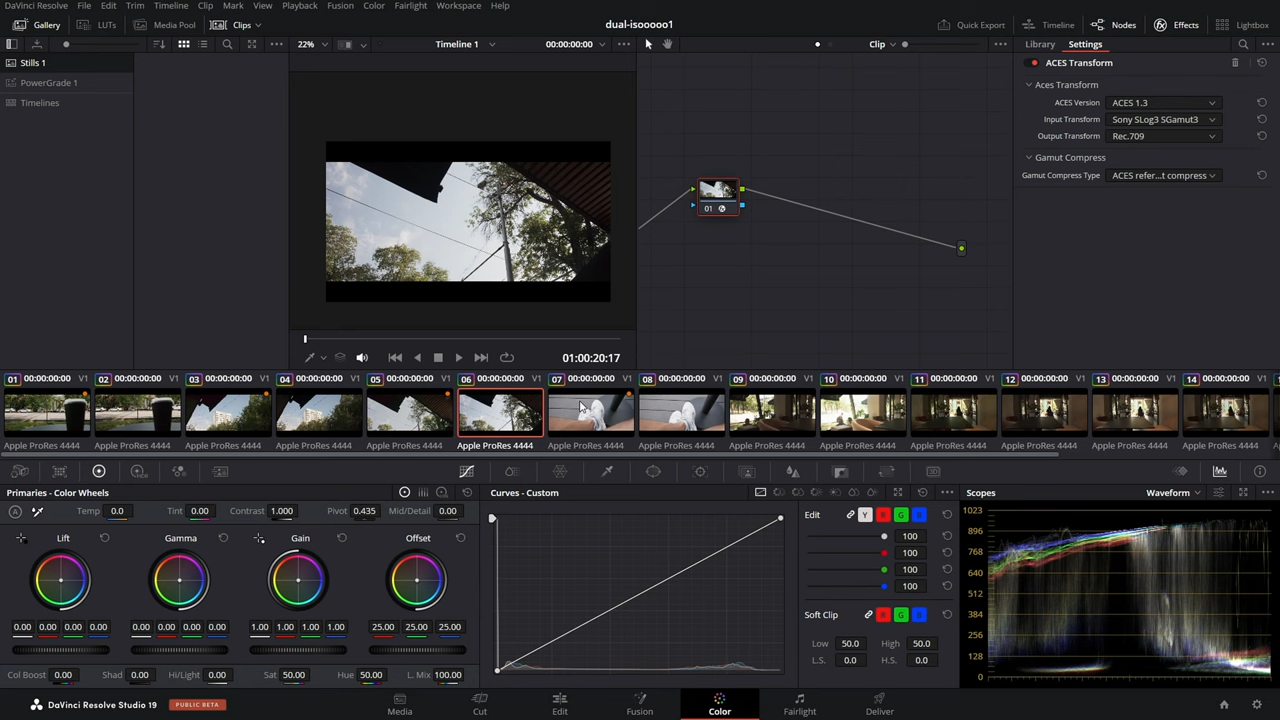 DaVinci Resolve File Edit Trim Timeline Clip Mark View Playback Fusion Color Fairlight Workspace Help
Gallery LUTs Media Pool Clips dual-isooooo1 Quick Export Timeline Nodes Effects Lightbox
22% Timeline 1 00:00:00:00 Clip Library Settings
Stills 1
PowerGrade 1
Timelines
ACES Transform
Aces Transform
ACES Version ACES 1.3
Input Transform Sony SLog3 SGamut3
Output Transform Rec.709
Gamut Compress
Gamut Compress Type ACES refer...t compress
01
01:00:20:17
01 00:00:00:00 V1 02 00:00:00:00 V1 03 00:00:00:00 V1 04 00:00:00:00 V1 05 00:00:00:00 V1 06 00:00:00:00 V1 07 00:00:00:00 V1 08 00:00:00:00 V1 09 00:00:00:00 V1 10 00:00:00:00 V1 11 00:00:00:00 V1 12 00:00:00:00 V1 13 00:00:00:00 V1 14 00:00:00:00 V1
Apple ProRes 4444 Apple ProRes 4444 Apple ProRes 4444 Apple ProRes 4444 Apple ProRes 4444 Apple ProRes 4444 Apple ProRes 4444 Apple ProRes 4444 Apple ProRes 4444 Apple ProRes 4444 Apple ProRes 4444 Apple ProRes 4444 Apple ProRes 4444 Apple ProRes 4444
Primaries - Color Wheels
A Temp 0.0 Tint 0.00 Contrast 1.000 Pivot 0.435 Mid/Detail 0.00
Lift Gamma Gain Offset
0.00 0.00 0.00 0.00 0.00 0.00 0.00 0.00 1.00 1.00 1.00 1.00 25.00 25.00 25.00
Col Boost 0.00 Shad 0.00 Hi/Light 0.00 Sat 50.00 Hue 50.00 L. Mix 100.00
Curves - Custom
Edit Y R G B
100
100
100
100
Soft Clip R G B
Low 50.0 High 50.0
L.S. 0.0 H.S. 0.0
Scopes Waveform
1023
896
768
640
512
384
256
128
0
DaVinci Resolve Studio 19 PUBLIC BETA
Media Cut Edit Fusion Color Fairlight Deliver